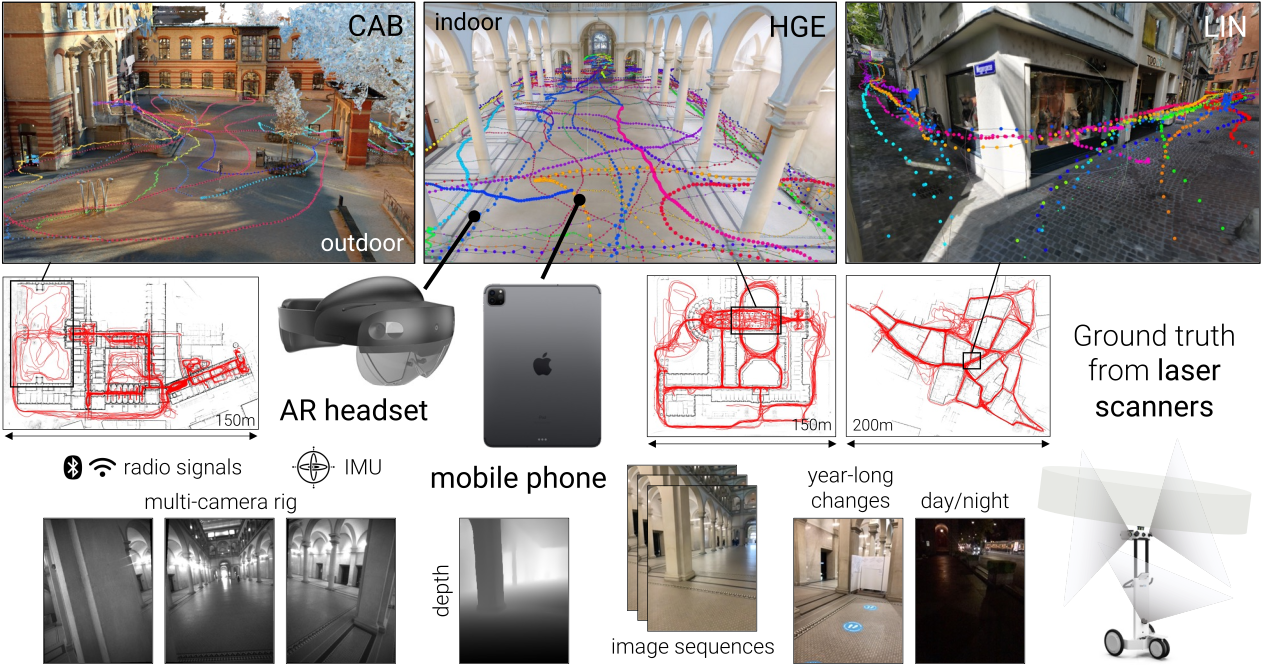 CAB
outdoor
indoor
HGE
LIN
150m
AR headset
mobile phone
150m
200m
Ground truth
from laser
scanners
radio signals
IMU
multi-camera rig
depth
image sequences
year-long
changes
day/night